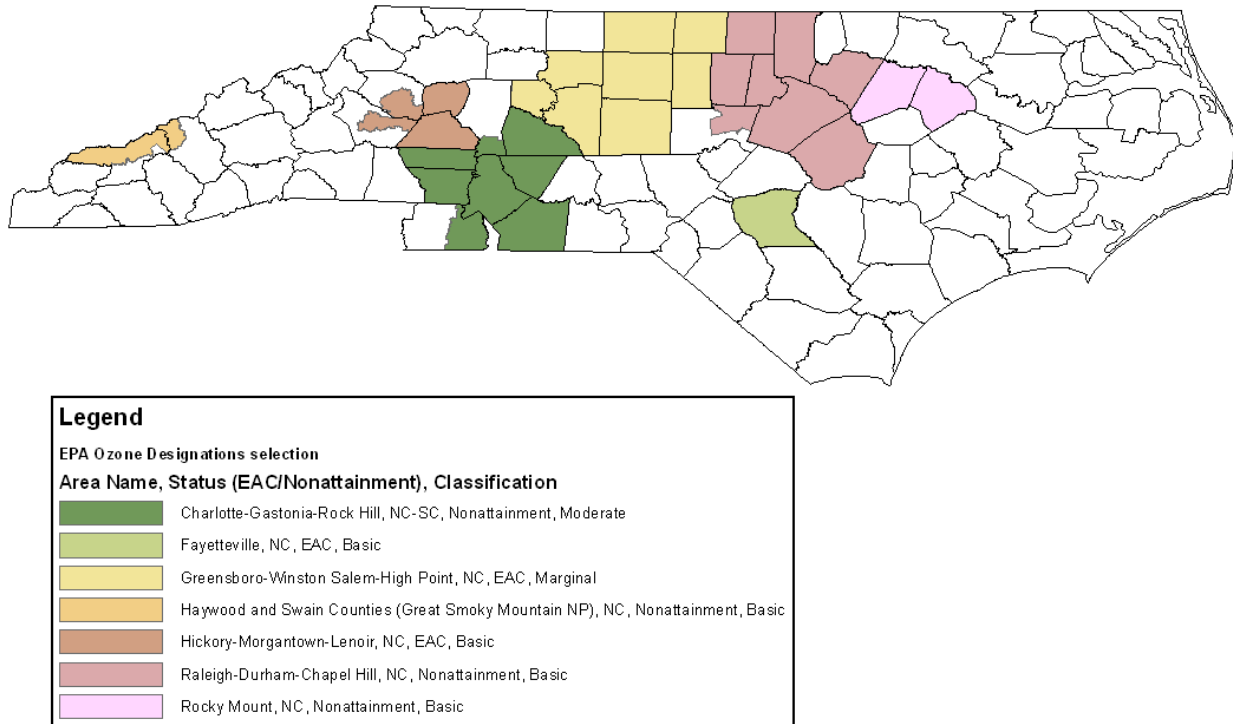 Legend
EPA Ozone Designations selection
Area Name, Status (EAC/Nonattainment), Classification
Charlotte-Gastonia-Rock Hill, NC-SC, Nonattainment, Moderate
Fayetteville, NC, EAC, Basic
Greensboro-Winston Salem-High Point, NC, EAC, Marginal
Haywood and Swain Counties (Great Smoky Mountain NP), NC, Nonattainment, Basic
Hickory-Morgantown-Lenoir, NC, EAC, Basic
Raleigh-Durham-Chapel Hill, NC, Nonattainment, Basic
Rocky Mount, NC, Nonattainment, Basic